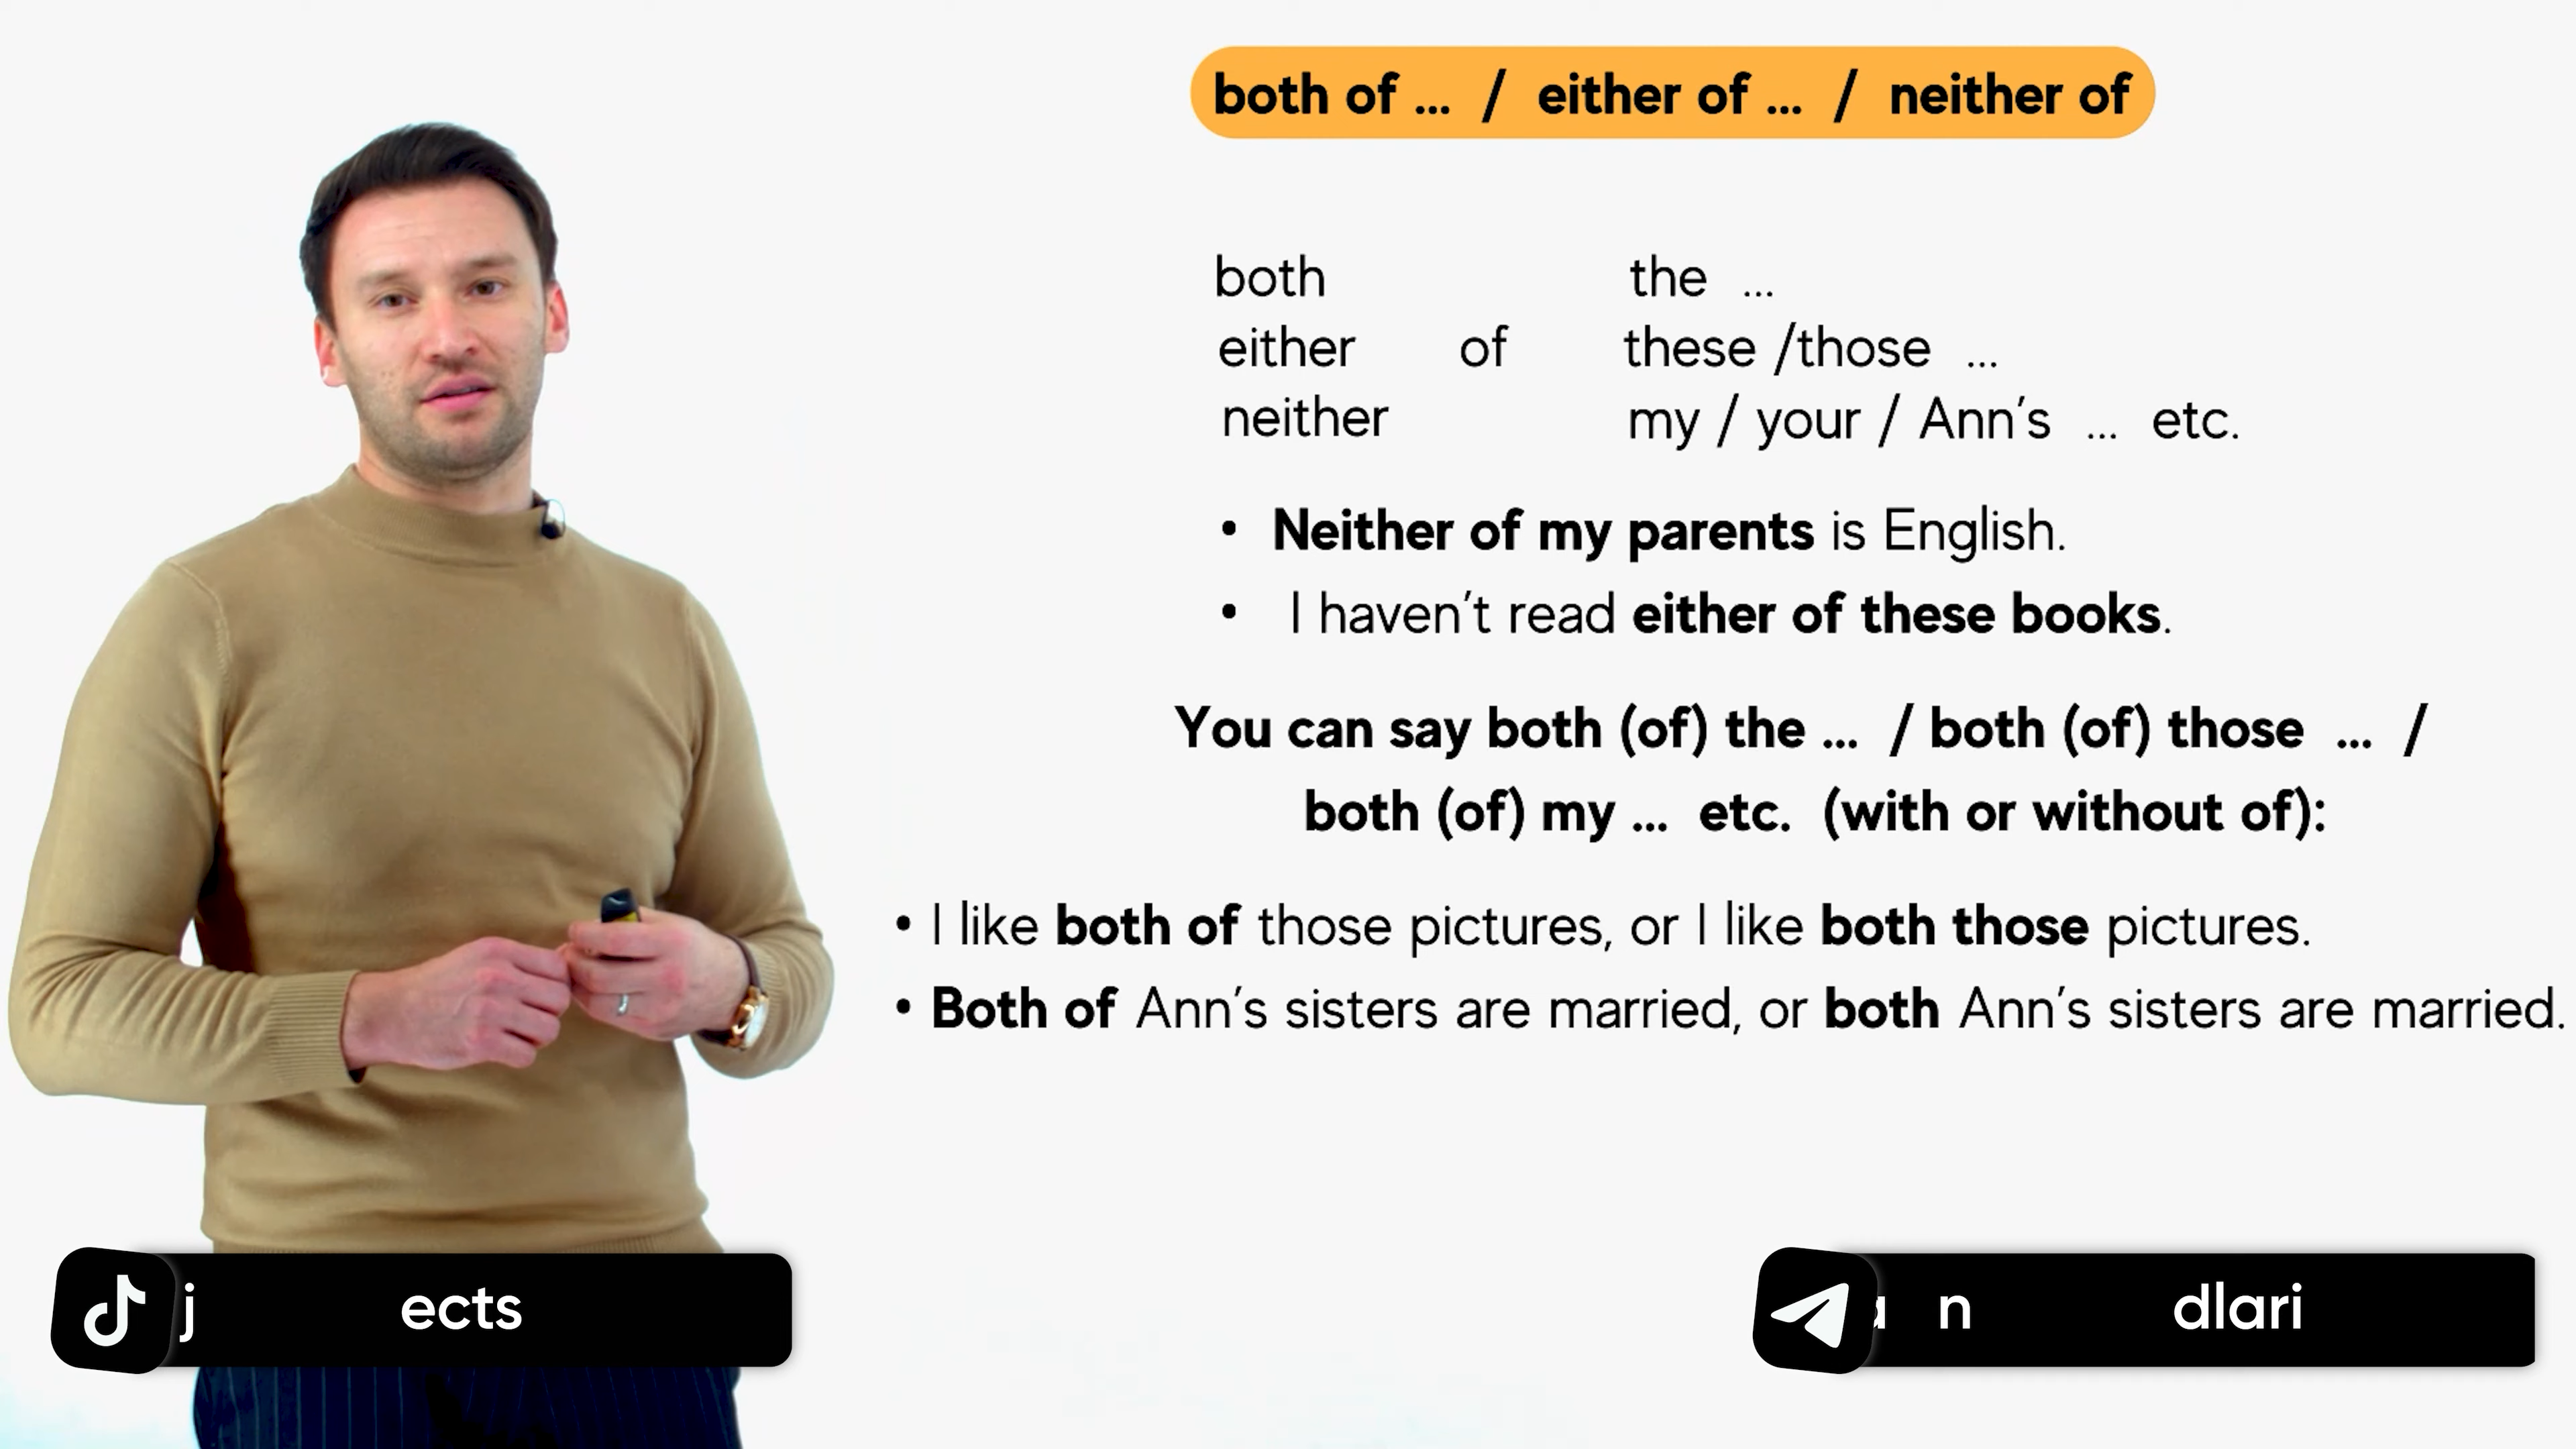 both of ... / either of ... / neither of
both the ...
either of these /those ...
neither my / your / Ann's ... etc.
• Neither of my parents is English.
• I haven't read either of these books.
You can say both (of) the ... / both (of) those ... /
both (of) my ... etc. (with or without of):
• I like both of those pictures, or I like both those pictures.
• Both of Ann's sisters are married, or both Ann's sisters are married.